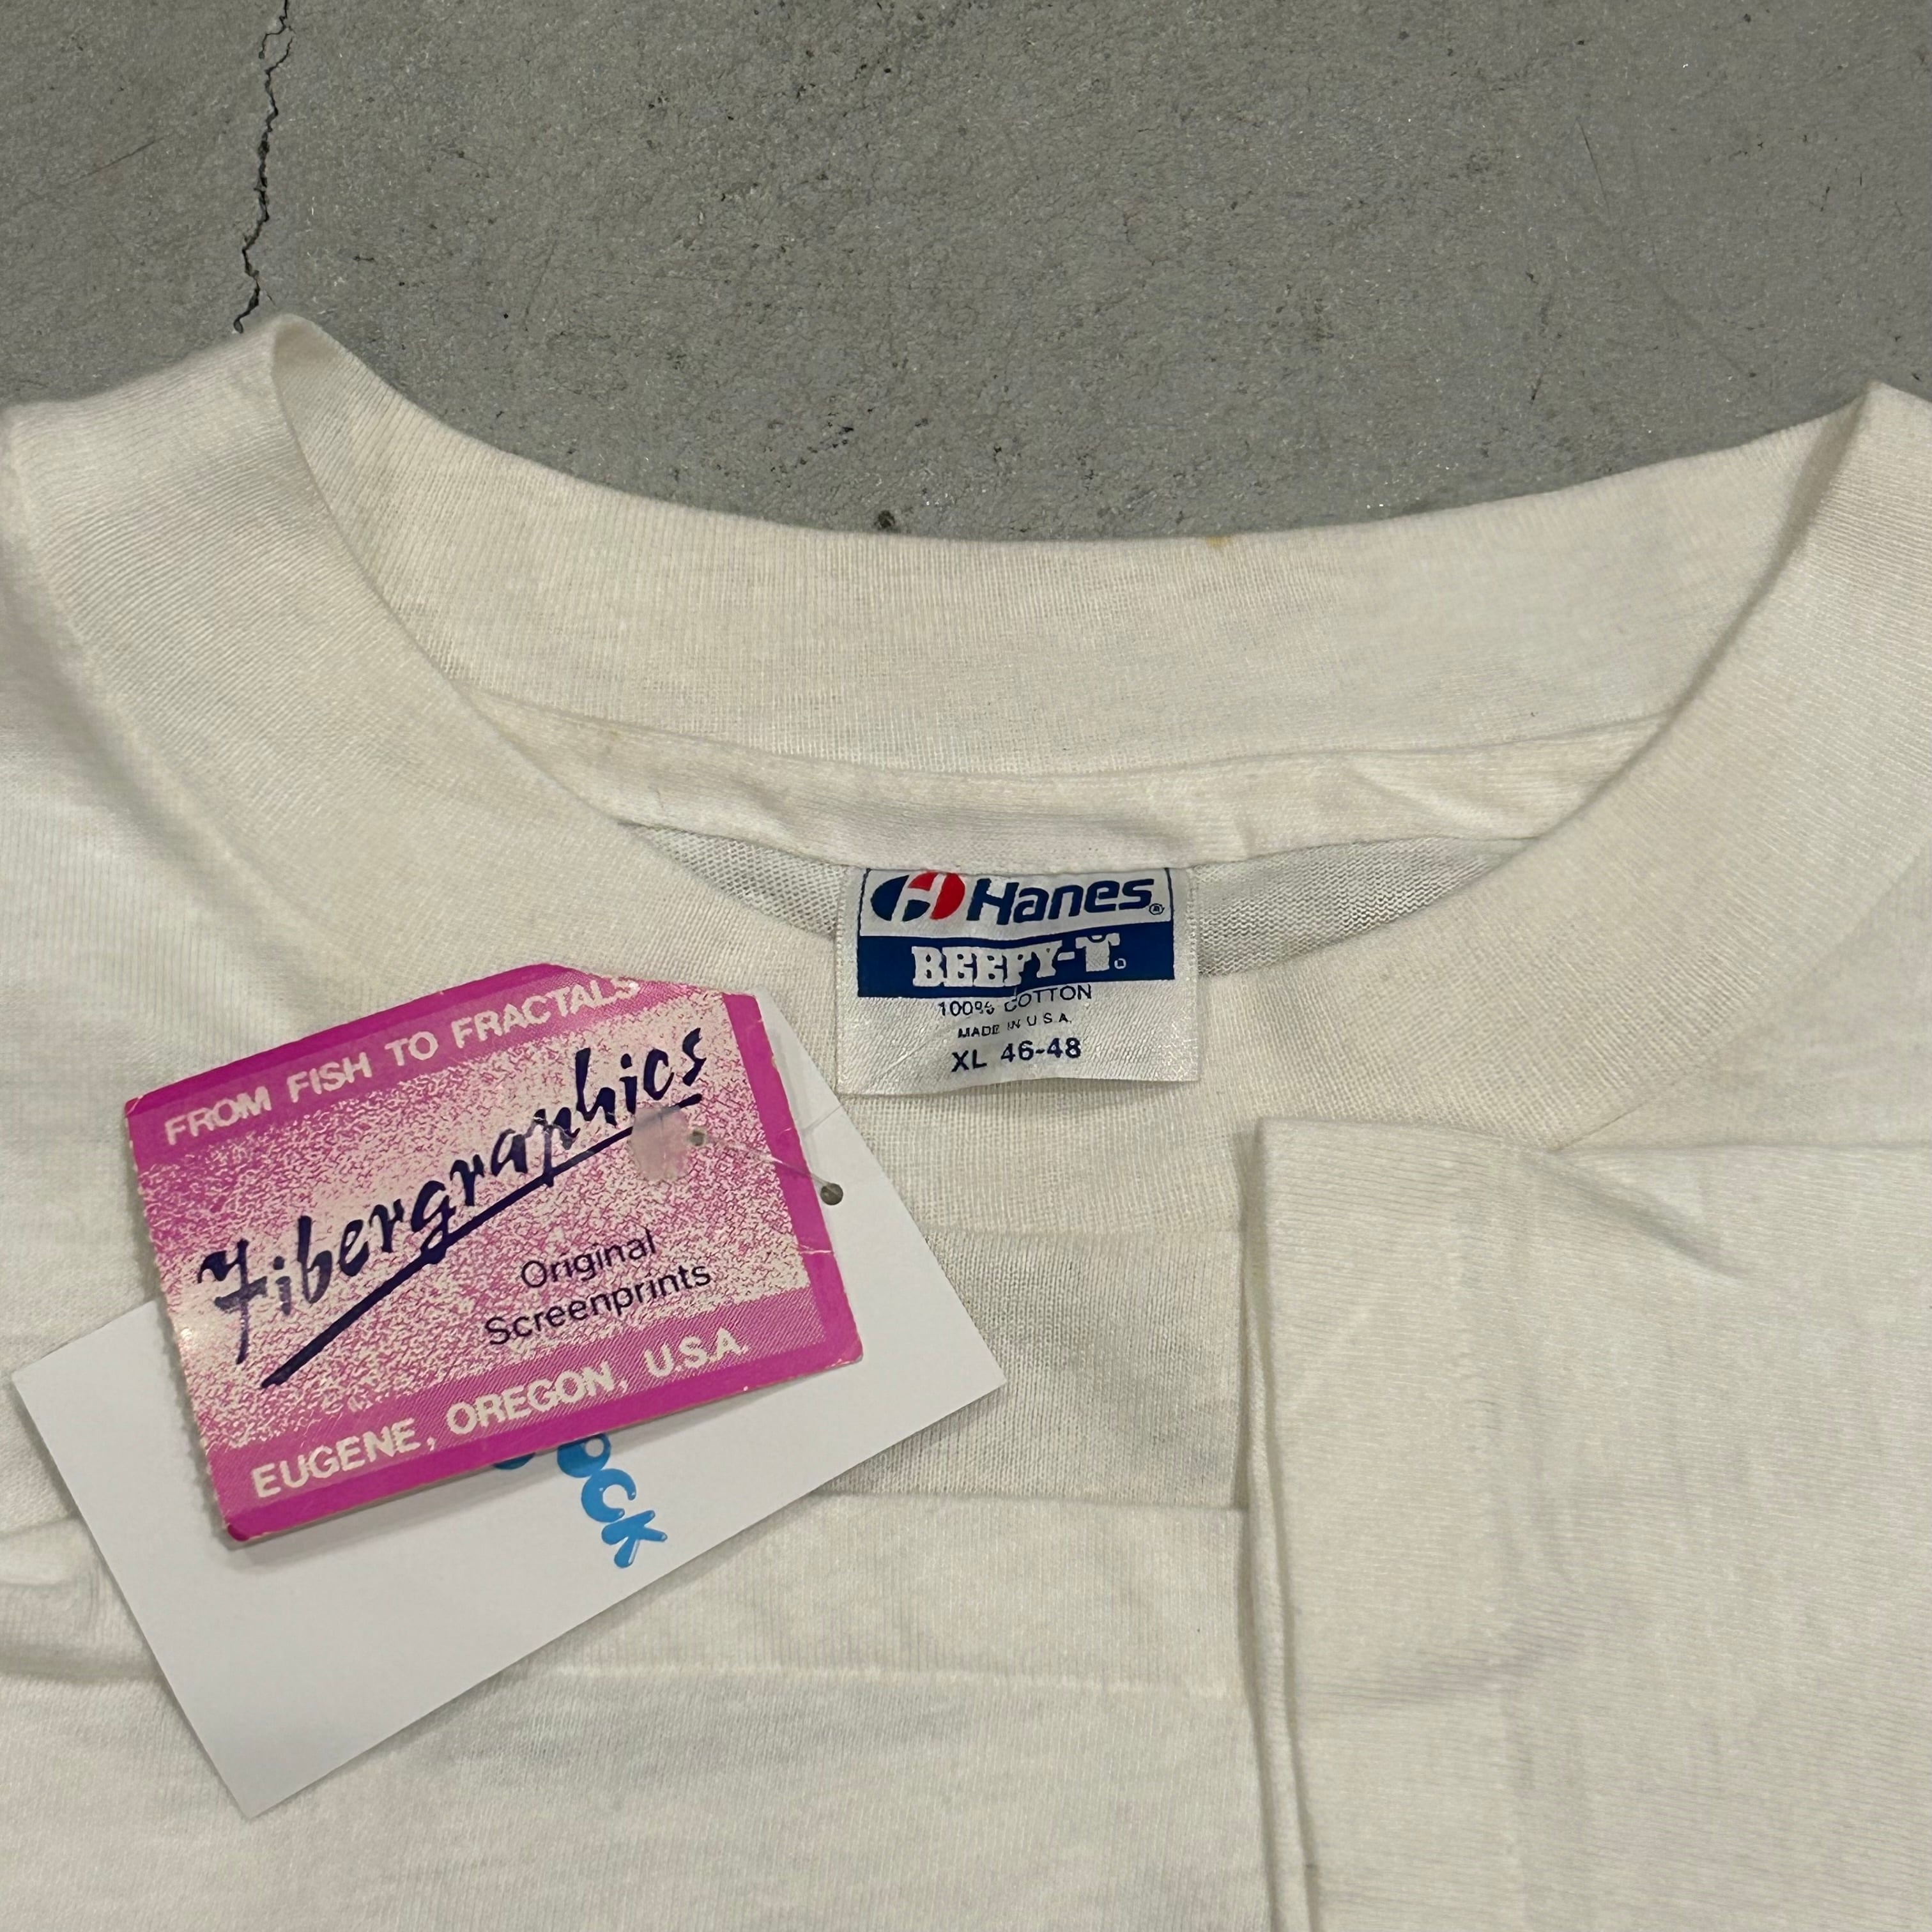 Hanes®
BEEFY-T®
100% COTTON
MADE IN U.S.A.
XL 46-48
FROM FISH TO FRACTALS
Fibergraphics
Original
Screenprints
EUGENE, OREGON, U.S.A.